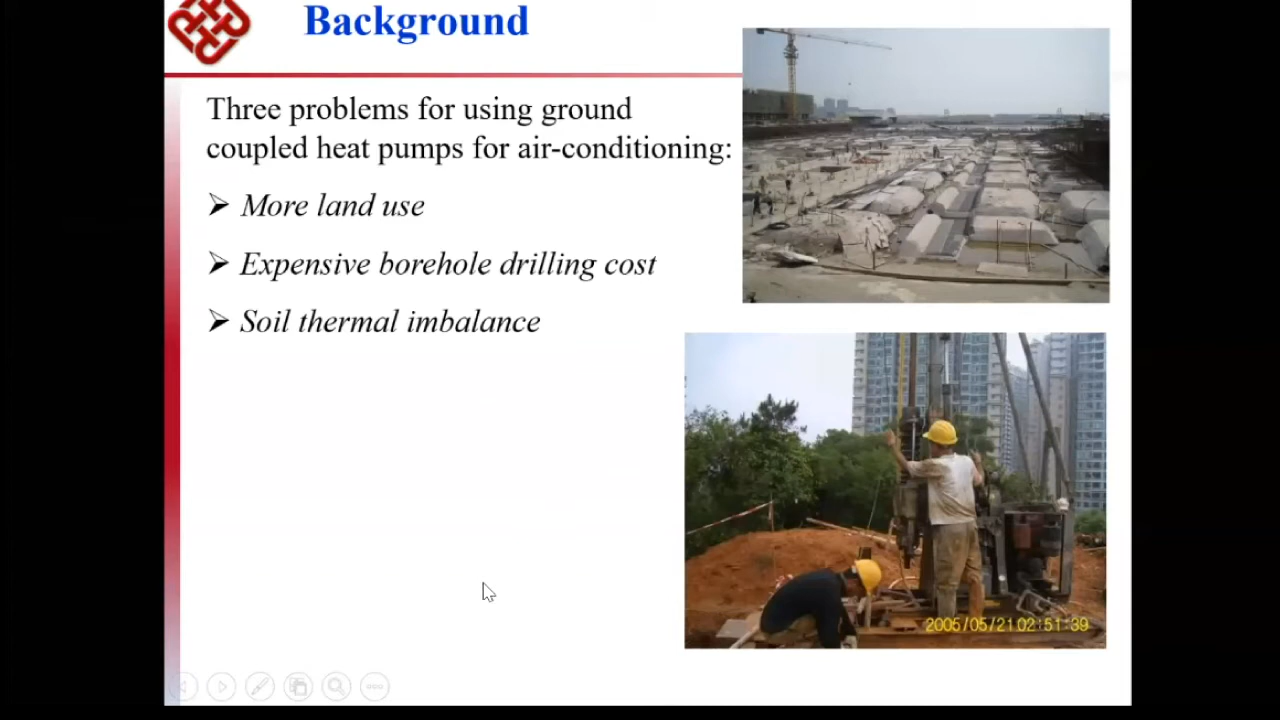 Background
Three problems for using ground
coupled heat pumps for air-conditioning:
More land use
Expensive borehole drilling cost
Soil thermal imbalance
2005/05/21 02:51:39